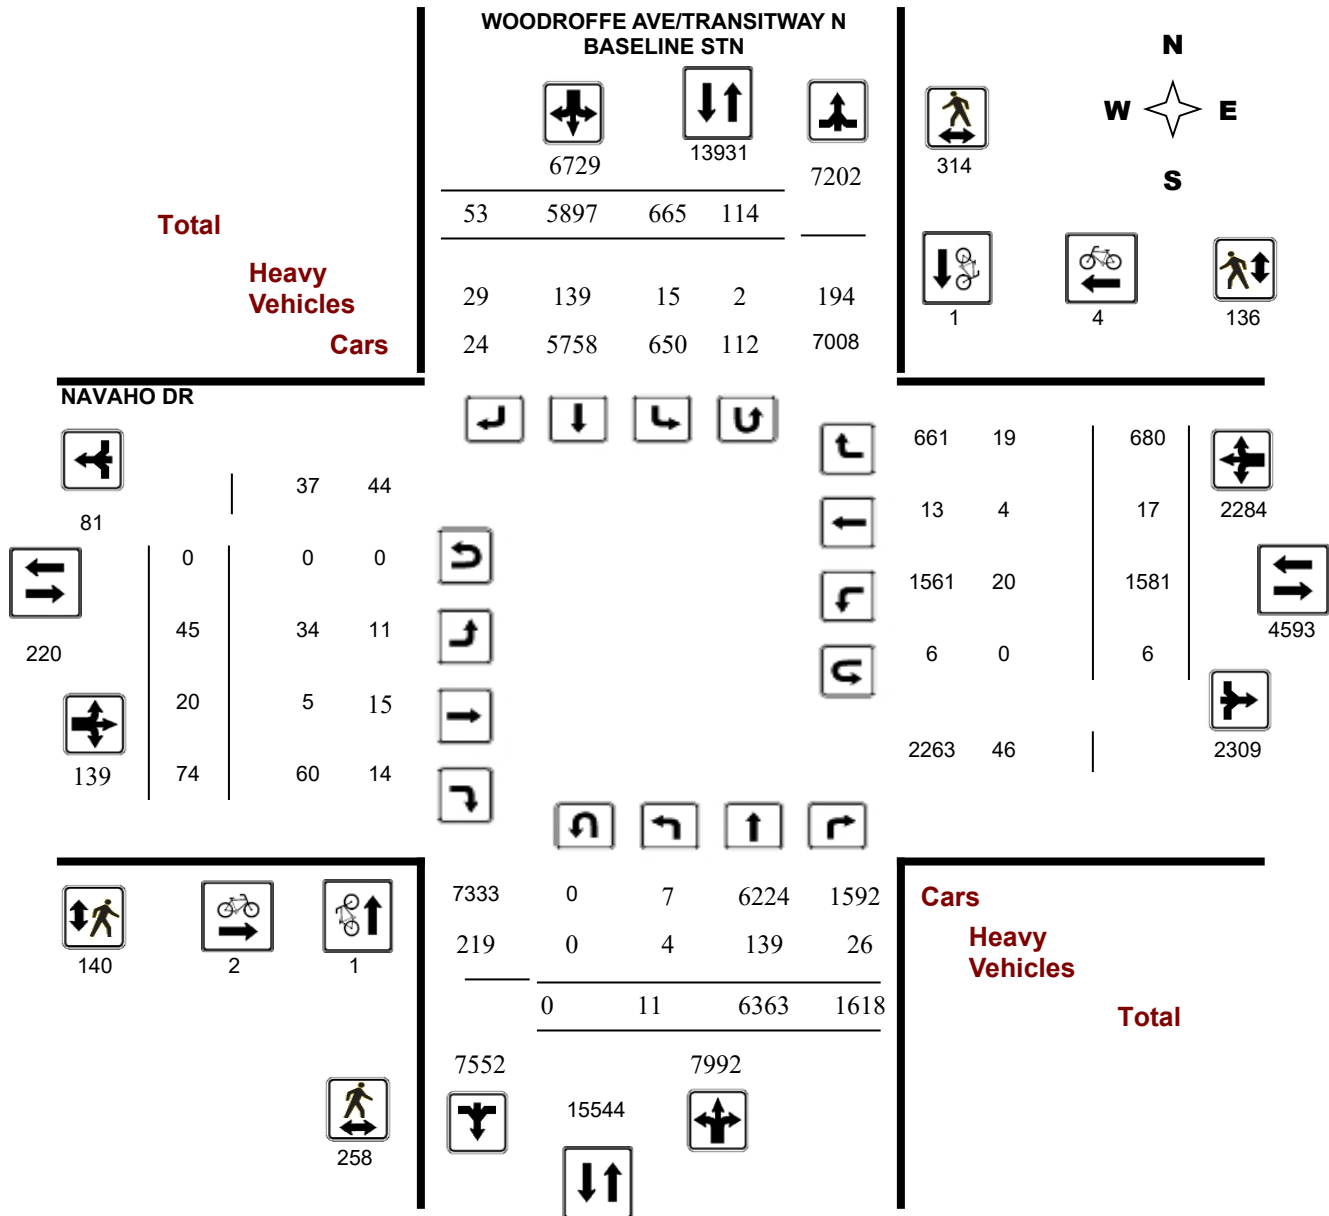 WOODROFFE AVE/TRANSITWAY N
BASELINE STN
N
W E
S
6729 13931 7202 314
53 5897 665 114
Total
Heavy
Vehicles
29 139 15 2 194
Cars 24 5758 650 112 7008
1 4 136
NAVAHO DR
81
37 44
0 0 0
220
45 34 11
20 5 15
139 74 60 14
661 19 680
13 4 17 2284
1561 20 1581
4593
6 0 6
2263 46 2309
140 2 1
7333 0 7 6224 1592 Cars
219 0 4 139 26 Heavy
Vehicles
0 11 6363 1618 Total
7552 7992
15544
258